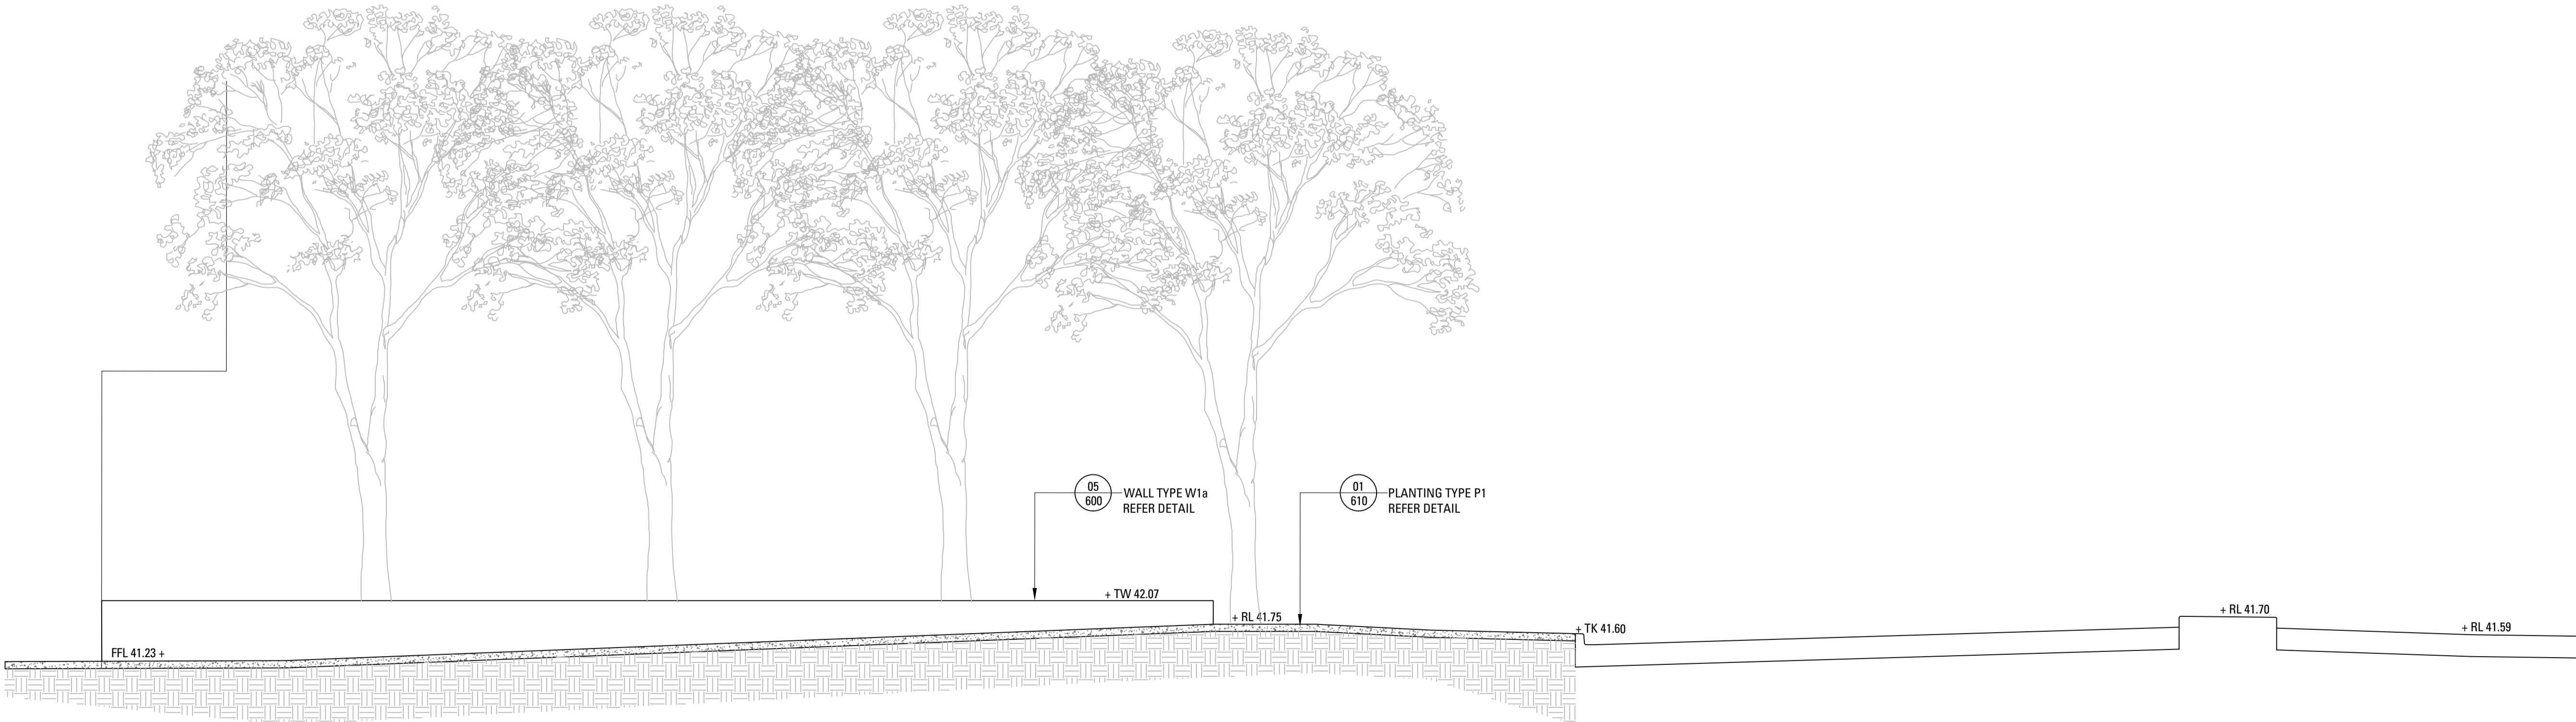 05
600
WALL TYPE W1a
REFER DETAIL
01
610
PLANTING TYPE P1
REFER DETAIL
+ TW 42.07
+ RL 41.75
+ TK 41.60
+ RL 41.70
+ RL 41.59
FFL 41.23 +